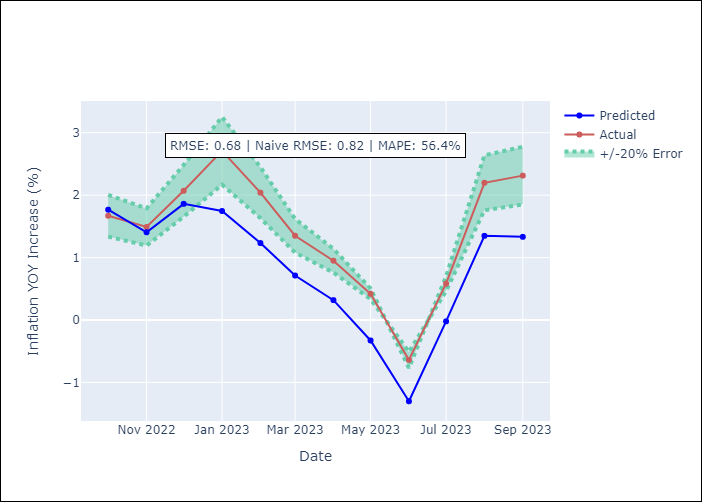 RMSE: 0.68 | Naive RMSE: 0.82 | MAPE: 56.4%
Predicted
Actual
+/-20% Error
Inflation YOY Increase (%)
3
2
1
0
−1
Nov 2022
Jan 2023
Mar 2023
May 2023
Jul 2023
Sep 2023
Date